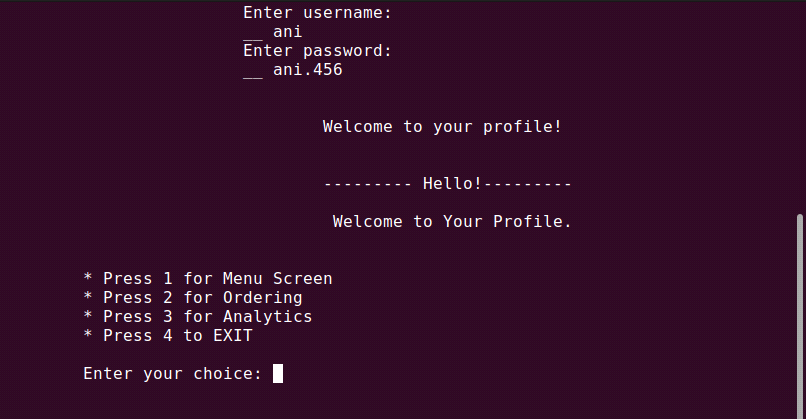 Enter username:
__ ani
Enter password:
__ ani.456
Welcome to your profile!
--------- Hello!---------
Welcome to Your Profile.
* Press 1 for Menu Screen
* Press 2 for Ordering
* Press 3 for Analytics
* Press 4 to EXIT
Enter your choice: